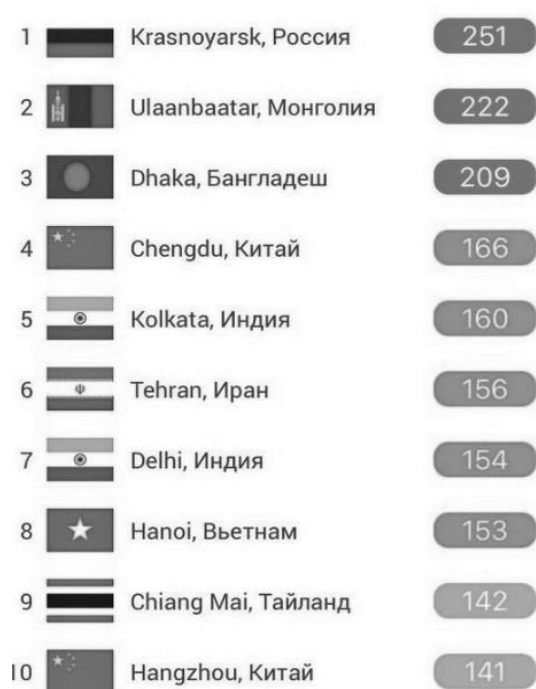 1 Krasnoyarsk, Россия 251
2 Ulaanbaatar, Монголия 222
3 Dhaka, Бангладеш 209
4 Chengdu, Китай 166
5 Kolkata, Индия 160
6 Tehran, Иран 156
7 Delhi, Индия 154
8 Hanoi, Вьетнам 153
9 Chiang Mai, Тайланд 142
10 Hangzhou, Китай 141